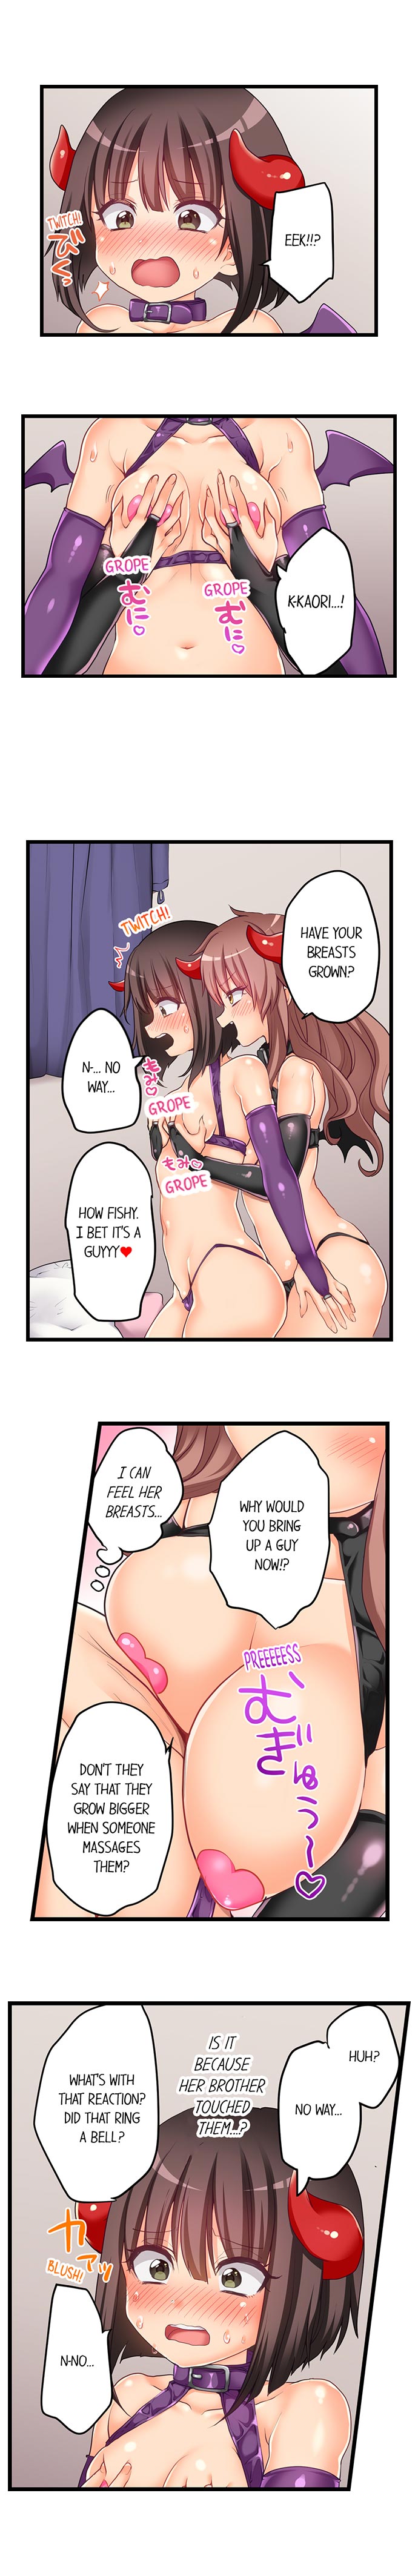 TWITCH!
びくっ
EEK!!?
GROPE
むに♡
GROPE
むに♡
K-KAORI...!
TWITCH!
HAVE YOUR
BREASTS
GROWN?
N-... NO
WAY...
もみ♡
GROPE
もみ♡
GROPE
HOW FISHY.
I BET IT'S A
GUYYY♥
I CAN
FEEL HER
BREASTS...
WHY WOULD
YOU BRING
UP A GUY
NOW!?
PREEEEESS
むぎゅう~♡
DON'T THEY
SAY THAT THEY
GROW BIGGER
WHEN SOMEONE
MASSAGES
THEM?
HUH?
NO WAY...
IS IT
BECAUSE
HER BROTHER
TOUCHED
THEM...?
WHAT'S WITH
THAT REACTION?
DID THAT RING
A BELL?
カァッ
BLUSH!
N-NO...